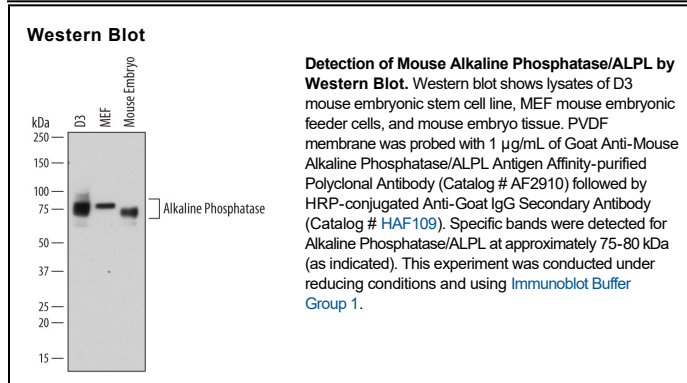 Western Blot
kDa
D3
MEF
Mouse Embryo
250
150
100
75
50
37
25
20
15
Alkaline Phosphatase
Detection of Mouse Alkaline Phosphatase/ALPL by
Western Blot. Western blot shows lysates of D3
mouse embryonic stem cell line, MEF mouse embryonic
feeder cells, and mouse embryo tissue. PVDF
membrane was probed with 1 µg/mL of Goat Anti-Mouse
Alkaline Phosphatase/ALPL Antigen Affinity-purified
Polyclonal Antibody (Catalog # AF2910) followed by
HRP-conjugated Anti-Goat IgG Secondary Antibody
(Catalog # HAF109). Specific bands were detected for
Alkaline Phosphatase/ALPL at approximately 75-80 kDa
(as indicated). This experiment was conducted under
reducing conditions and using Immunoblot Buffer
Group 1.